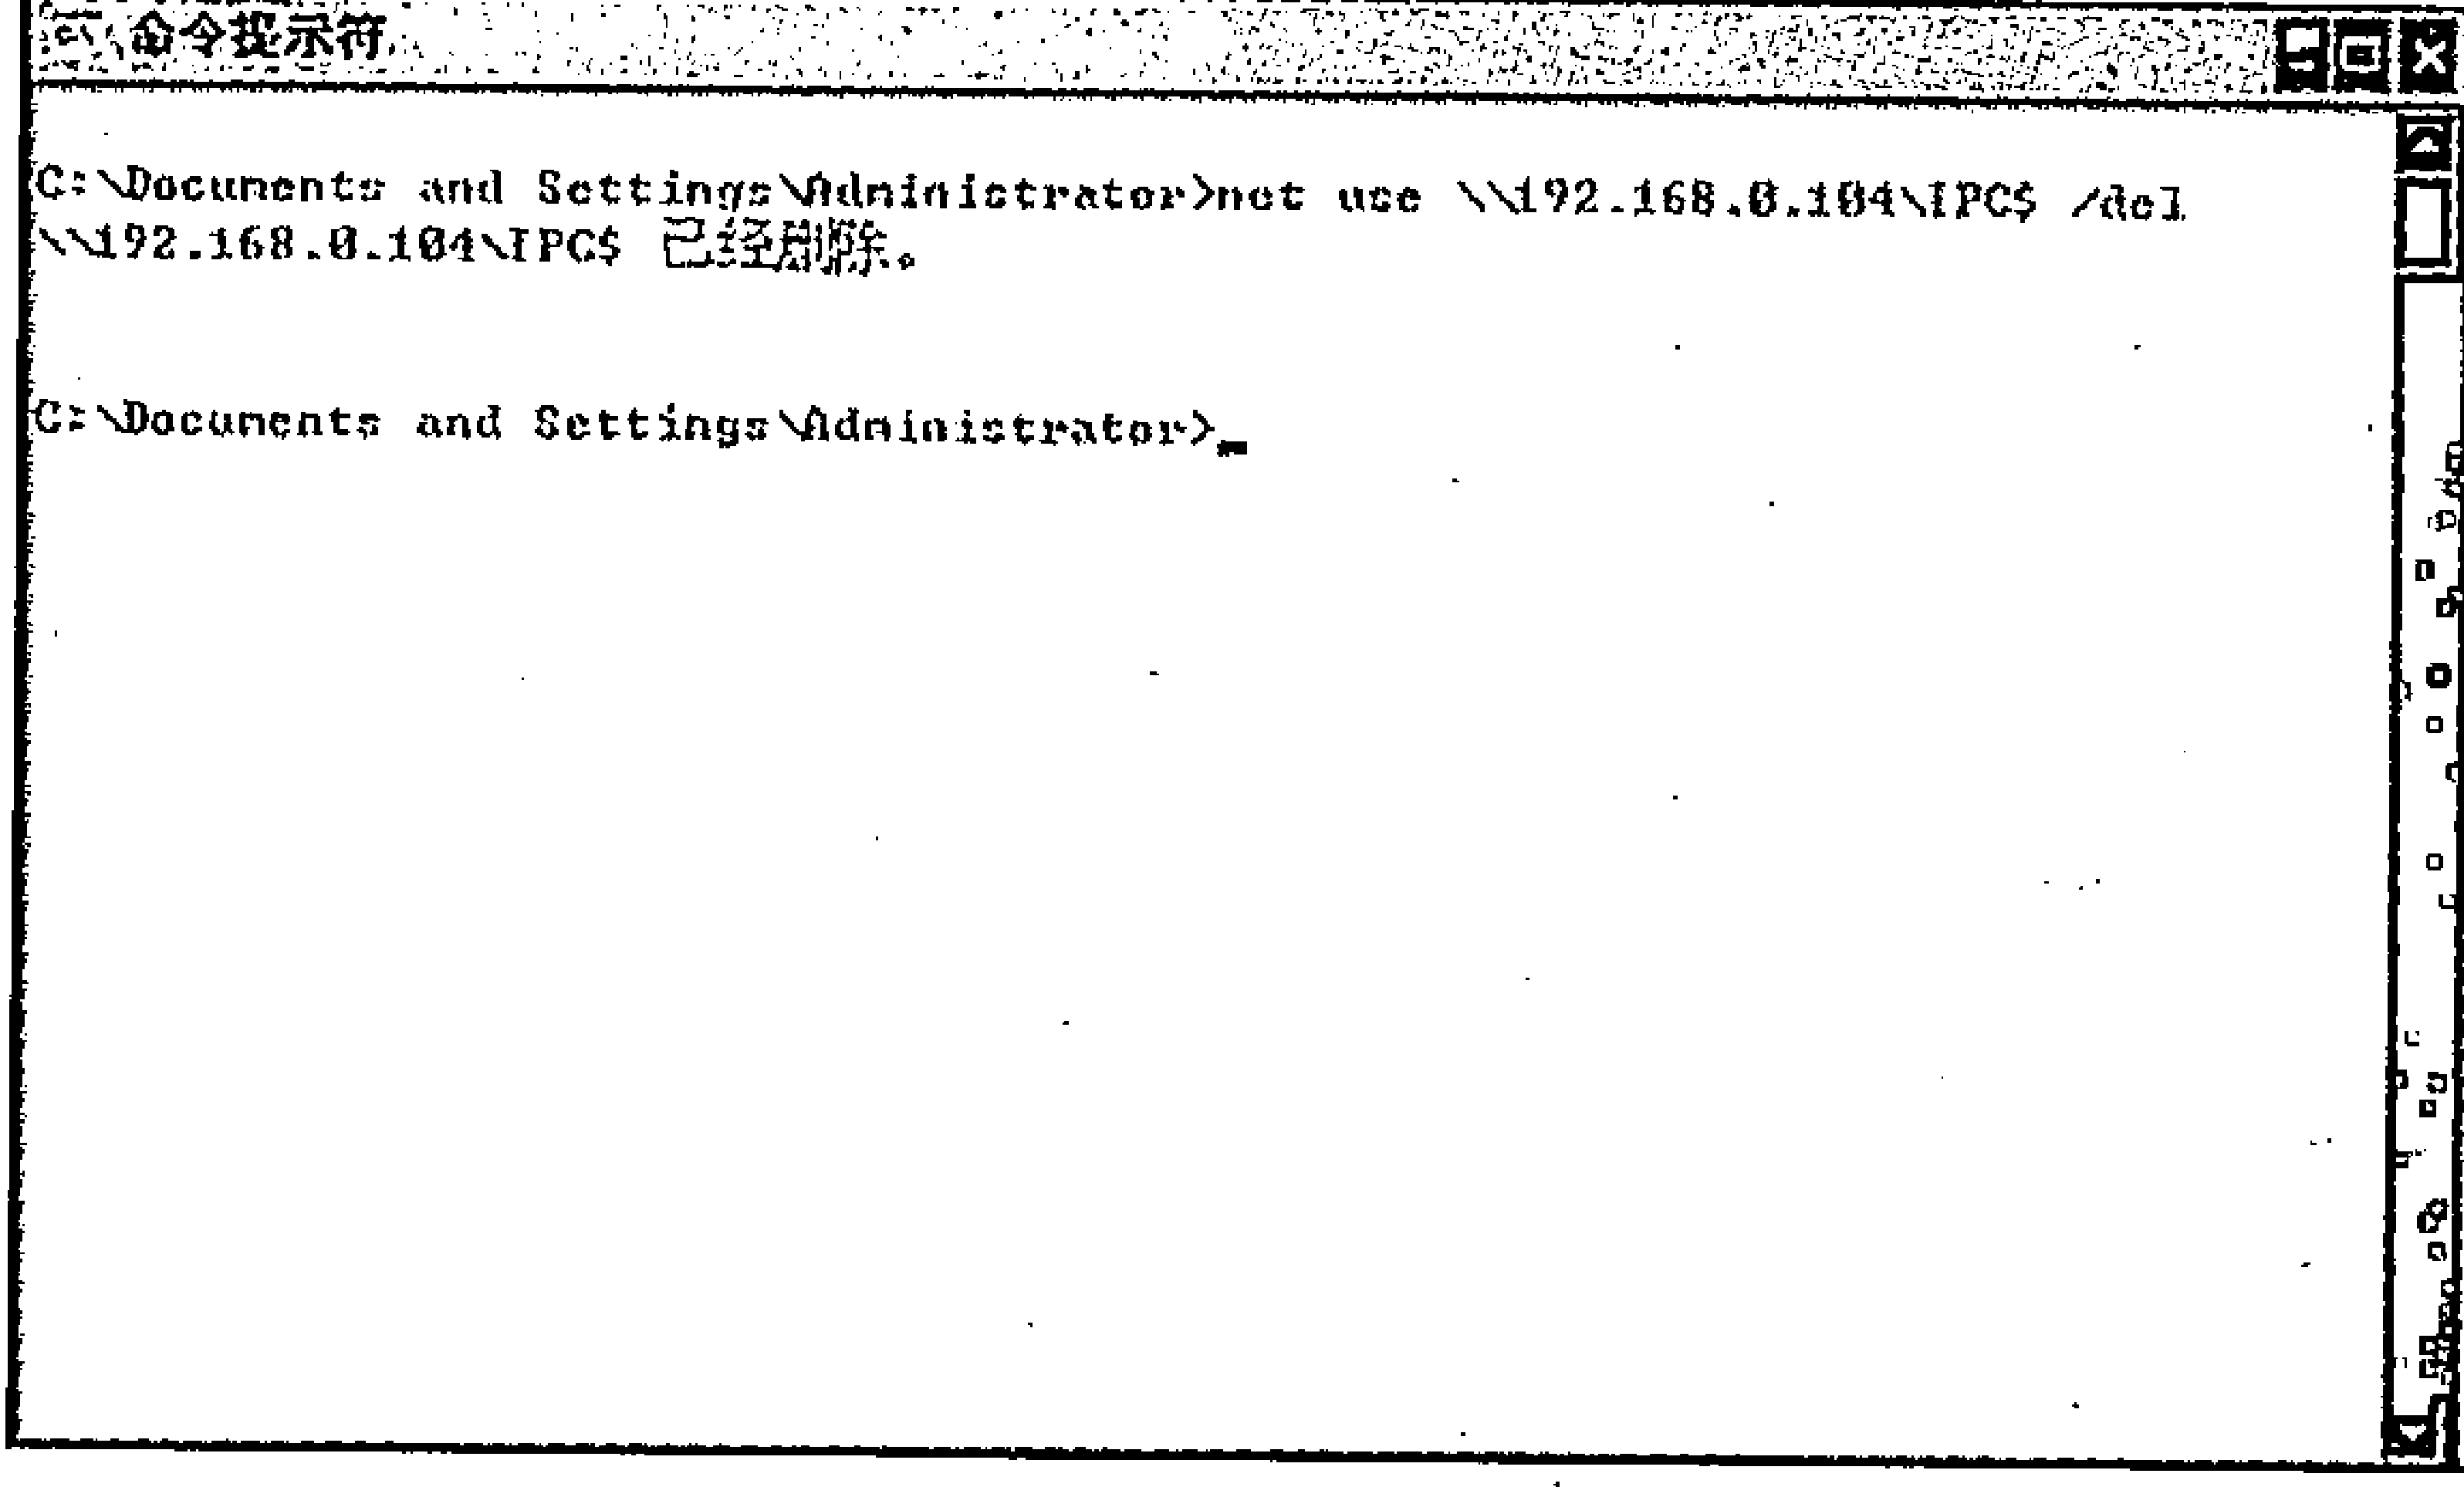 命令提示符
C:\Documents and Settings\Administrator>net use \\192.168.0.104\IPC$ /del
\\192.168.0.104\IPC$ 已经删除。
C:\Documents and Settings\Administrator>_